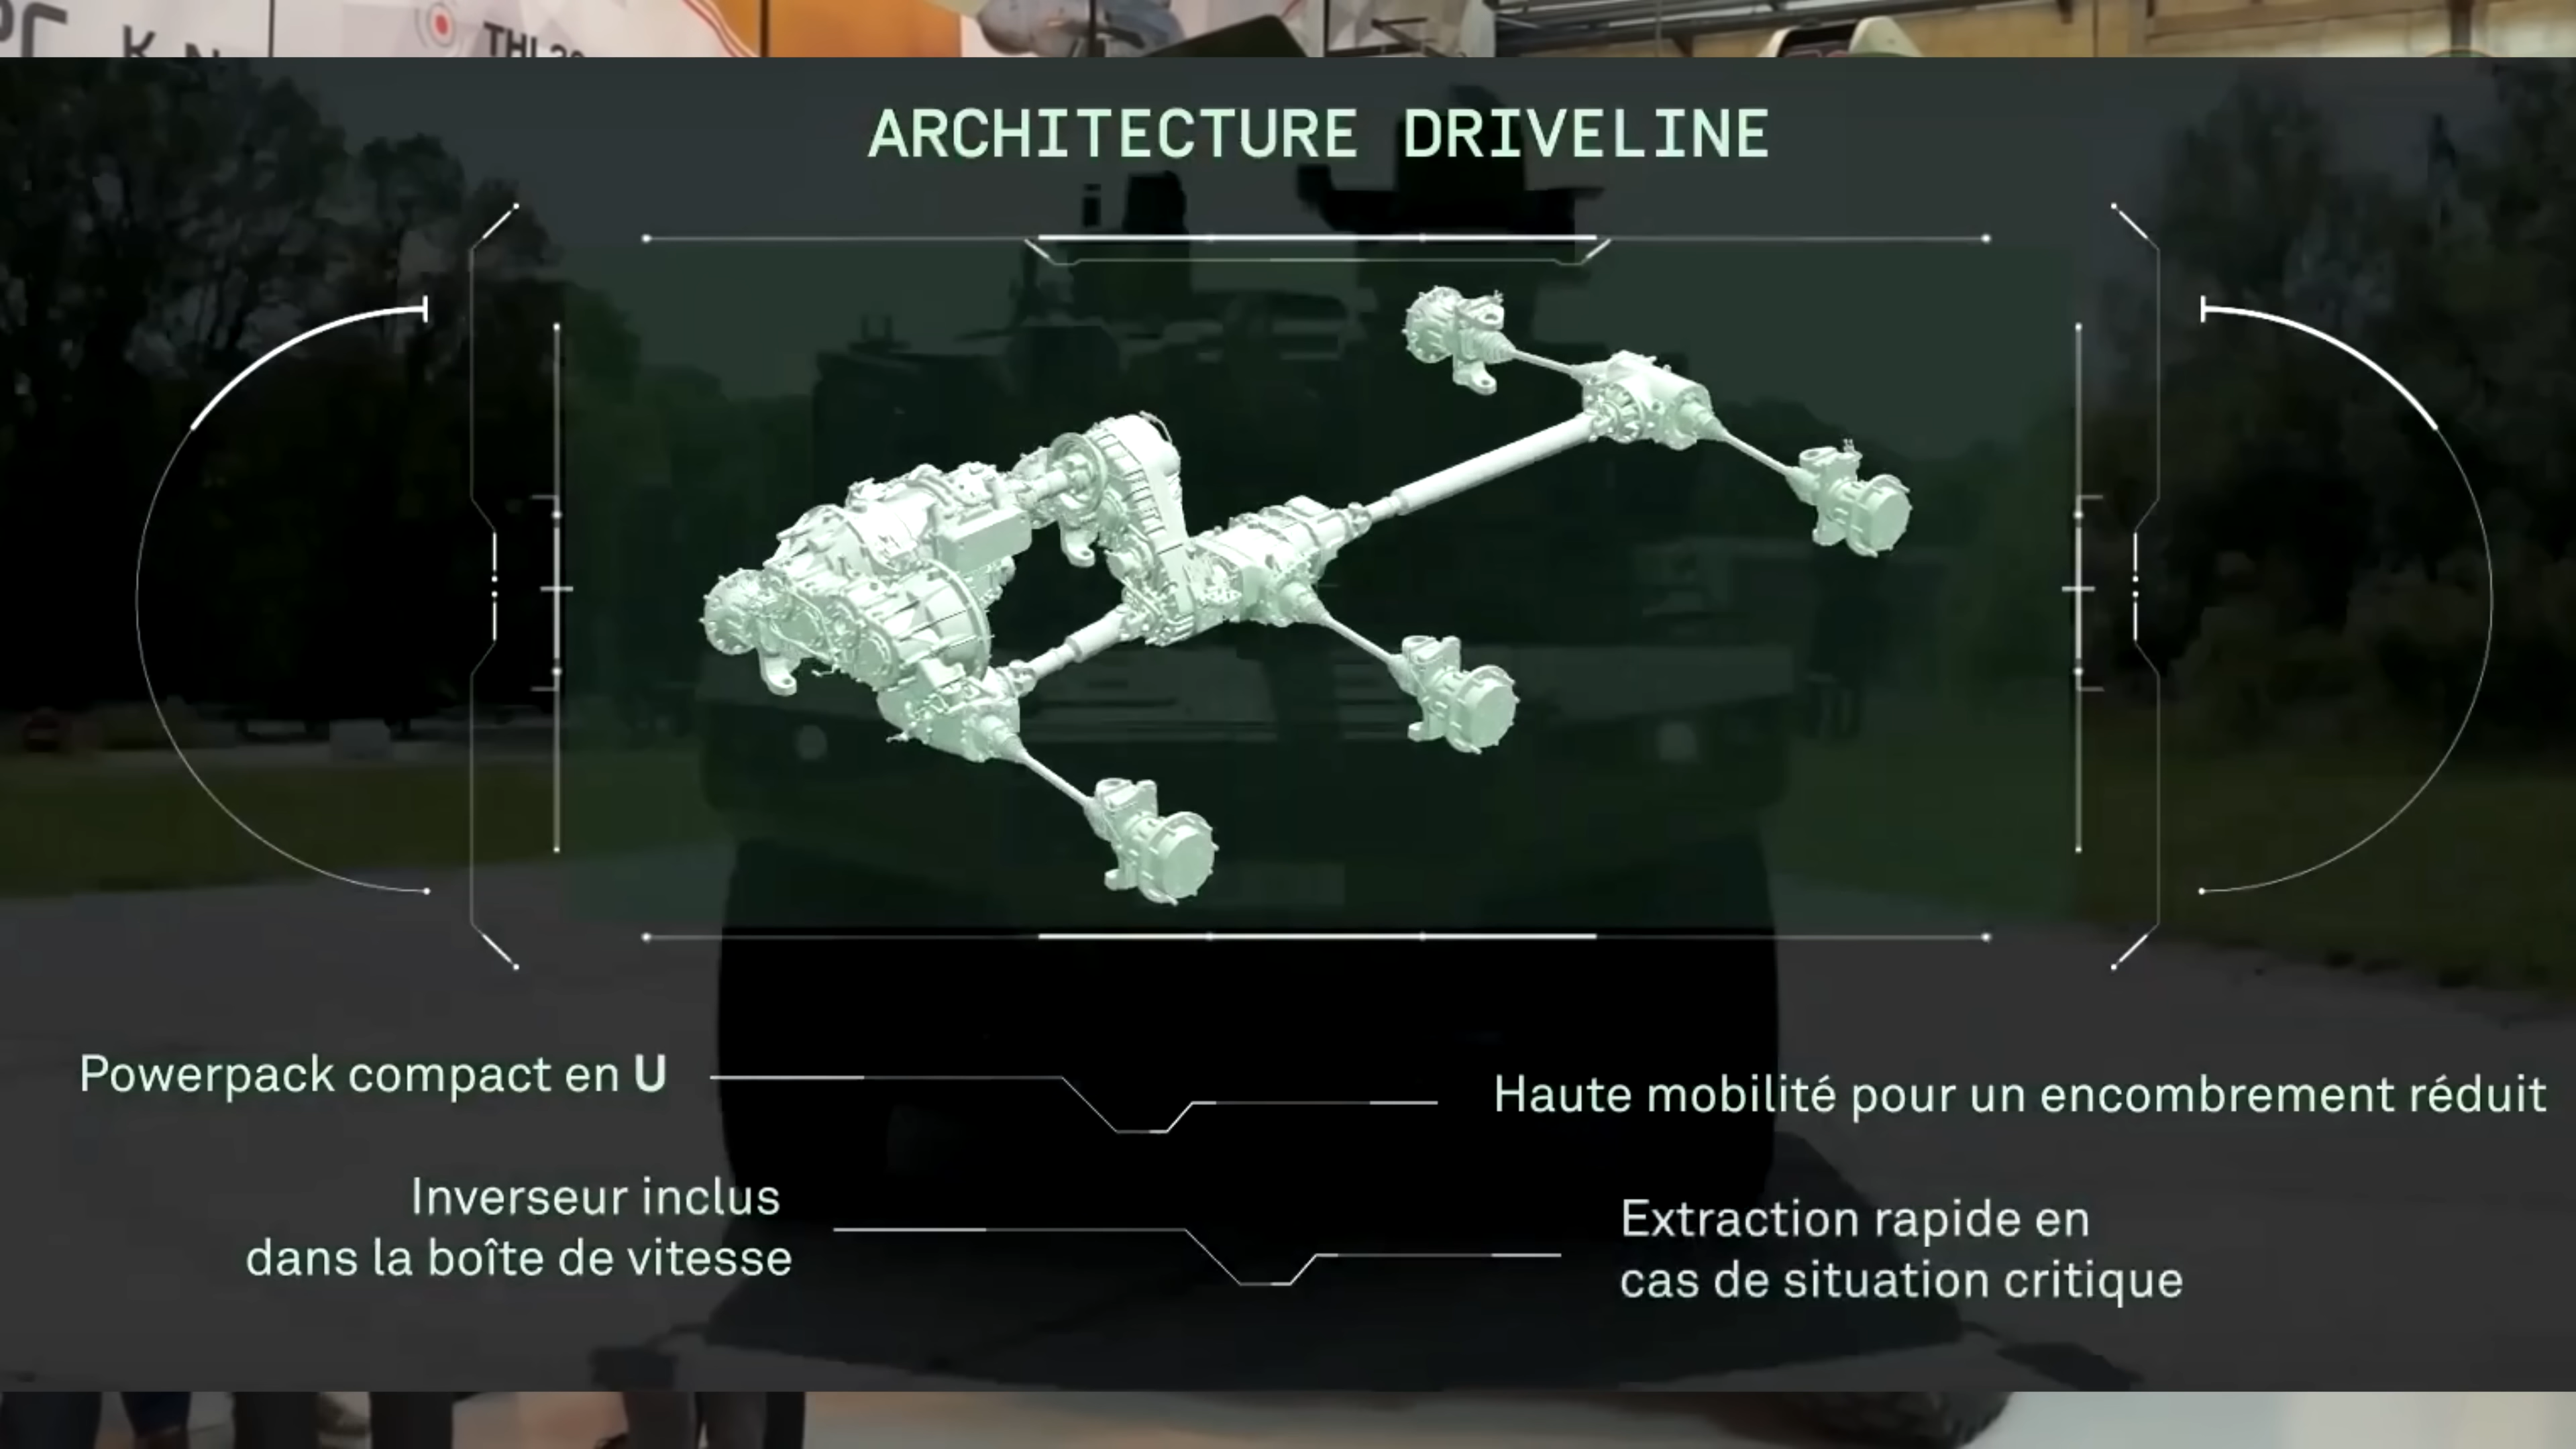 ARCHITECTURE DRIVELINE
Powerpack compact en U
Haute mobilité pour un encombrement réduit
Inverseur inclus
dans la boîte de vitesse
Extraction rapide en
cas de situation critique